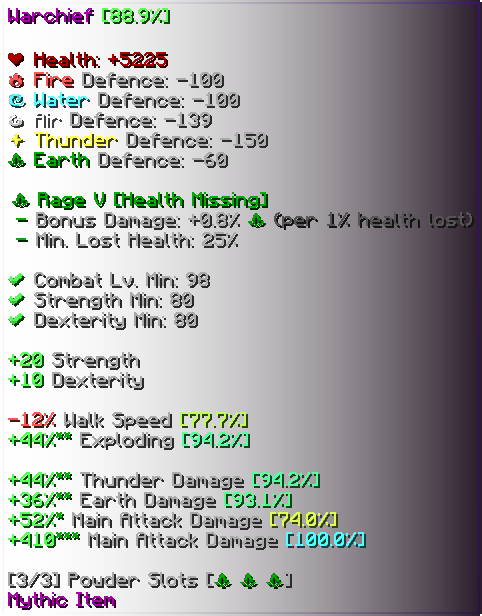 Warchief [88.9%]
❤ Health: +5225
Fire Defence: -100
Water Defence: -100
Air Defence: -139
✦ Thunder Defence: -150
Earth Defence: -60
Rage V [Health Missing]
- Bonus Damage: +0.8% (per 1% health lost)
- Min. Lost Health: 25%
✔ Combat Lv. Min: 98
✔ Strength Min: 80
✔ Dexterity Min: 80
+20 Strength
+10 Dexterity
-12% Walk Speed [77.7%]
+44%** Exploding [94.2%]
+44%** Thunder Damage [94.2%]
+36%** Earth Damage [93.1%]
+52%* Main Attack Damage [74.0%]
+410*** Main Attack Damage [100.0%]
[3/3] Powder Slots [ ]
Mythic Item